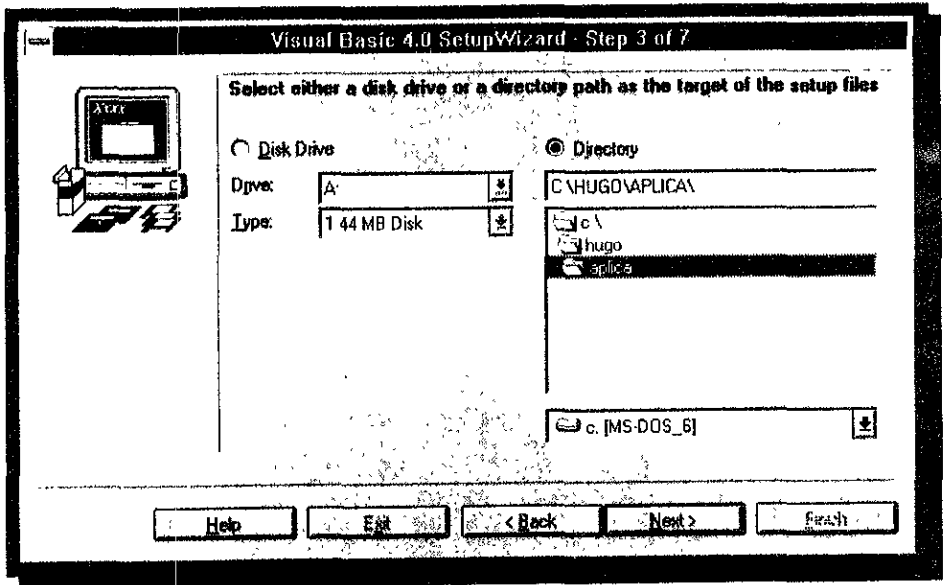 Visual Basic 4.0 SetupWizard - Step 3 of 7
Select either a disk drive or a directory path as the target of the setup files
Disk Drive
Directory
Drive:
A:
C:\HUGO\APLICA\
Type:
1.44 MB Disk
c:\
hugo
aplica
c: [MS-DOS_6]
Help
Exit
< Back
Next >
Finish